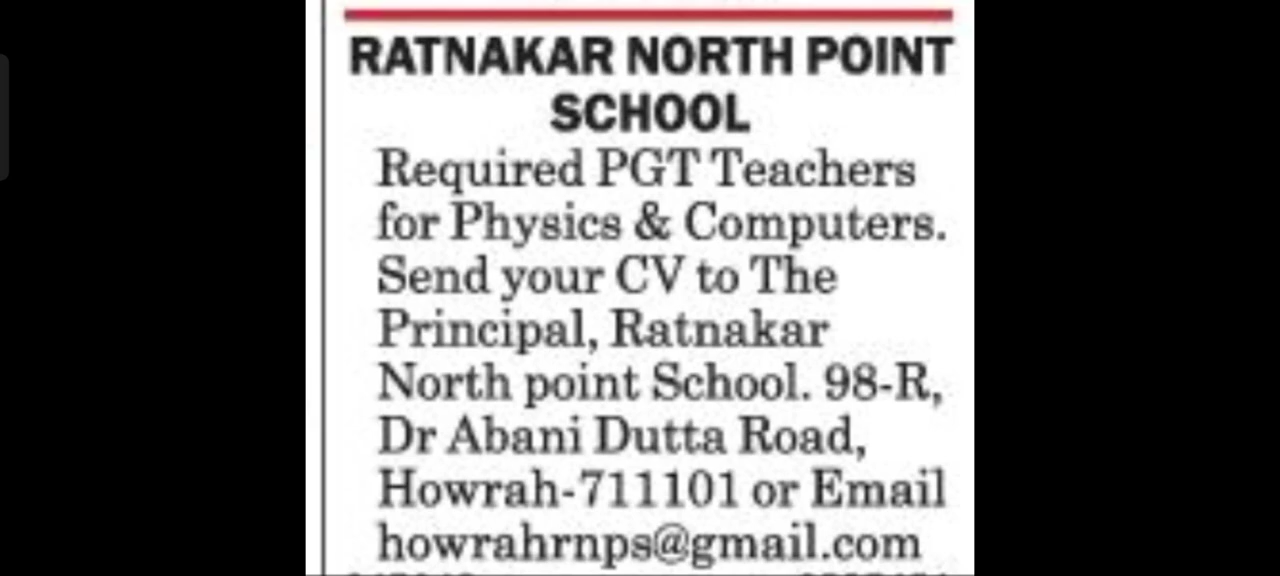 RATNAKAR NORTH POINT
SCHOOL
Required PGT Teachers
for Physics & Computers.
Send your CV to The
Principal, Ratnakar
North point School. 98-R,
Dr Abani Dutta Road,
Howrah-711101 or Email
howrahrnps@gmail.com